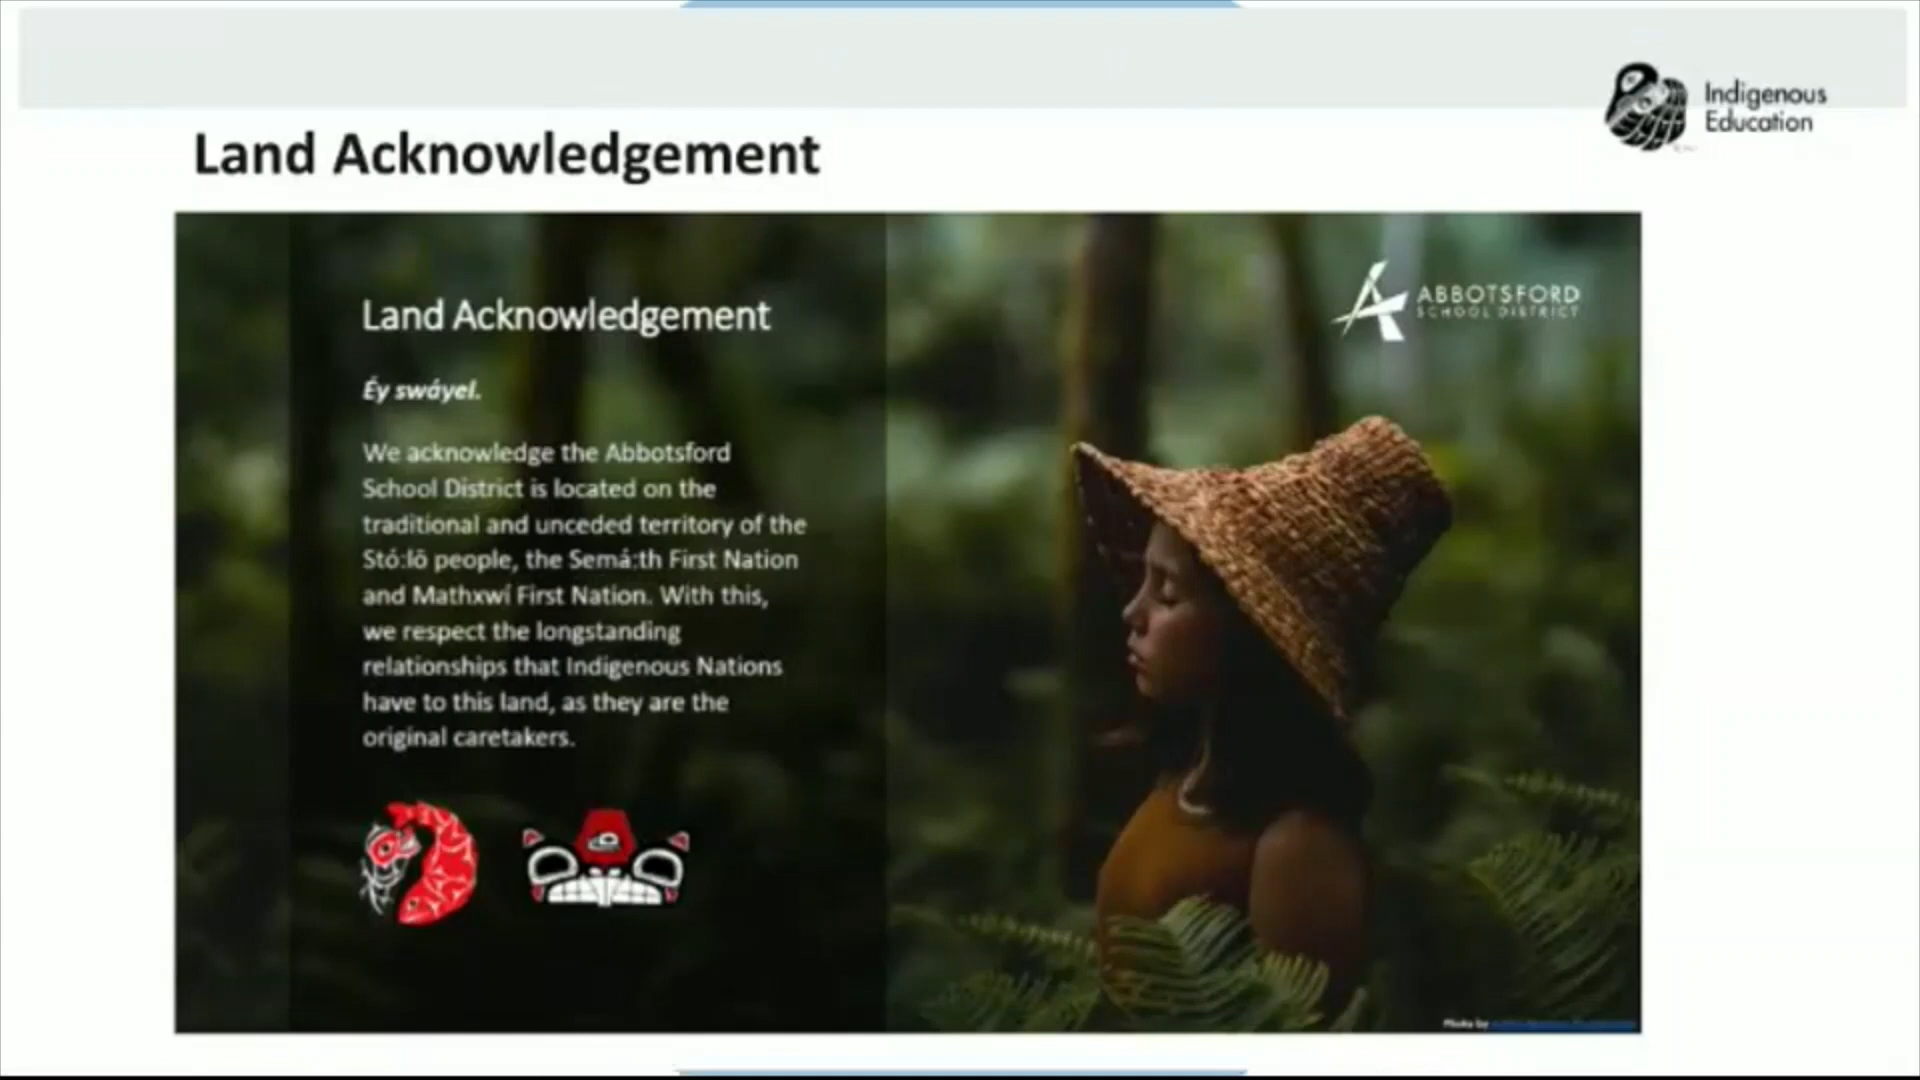 Indigenous
Education
Land Acknowledgement
ABBOTSFORD
SCHOOL DISTRICT
Land Acknowledgement
Éy swáyel.
We acknowledge the Abbotsford
School District is located on the
traditional and unceded territory of the
Stó:lō people, the Semá:th First Nation
and Mathxwí First Nation. With this,
we respect the longstanding
relationships that Indigenous Nations
have to this land, as they are the
original caretakers.
Photo by